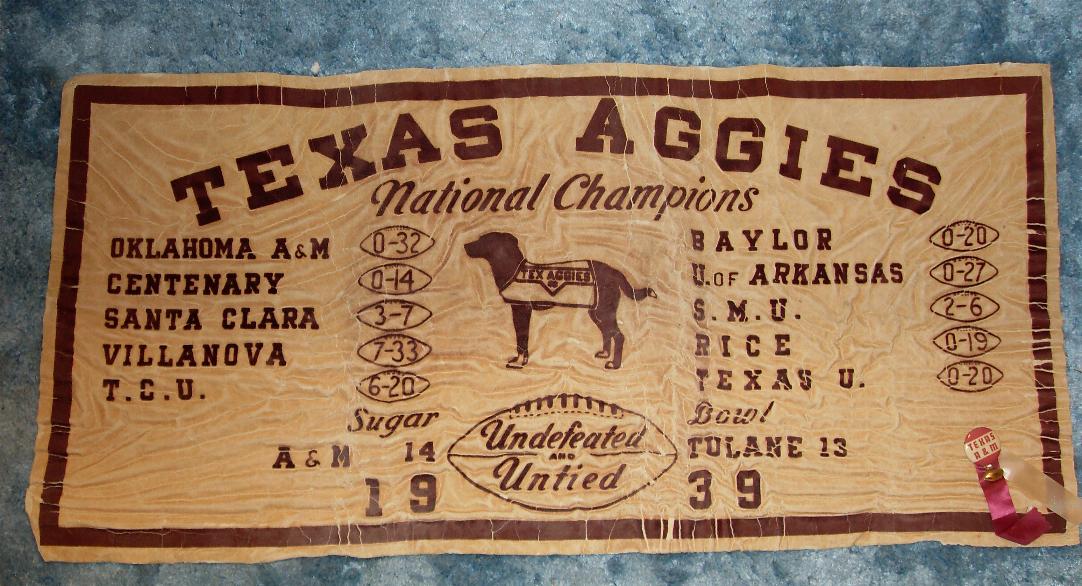 TEXAS AGGIES
National Champions
OKLAHOMA A&M 0-32
CENTENARY 0-14
SANTA CLARA 3-7
VILLANOVA 7-33
T.C.U. 6-20
TEX AGGIES
BAYLOR 0-20
U. OF ARKANSAS 0-27
S.M.U. 2-6
RICE 0-19
TEXAS U. 0-20
Sugar Bowl
A&M 14 TULANE 13
Undefeated
AND
Untied
19 39
TEXAS
A & M